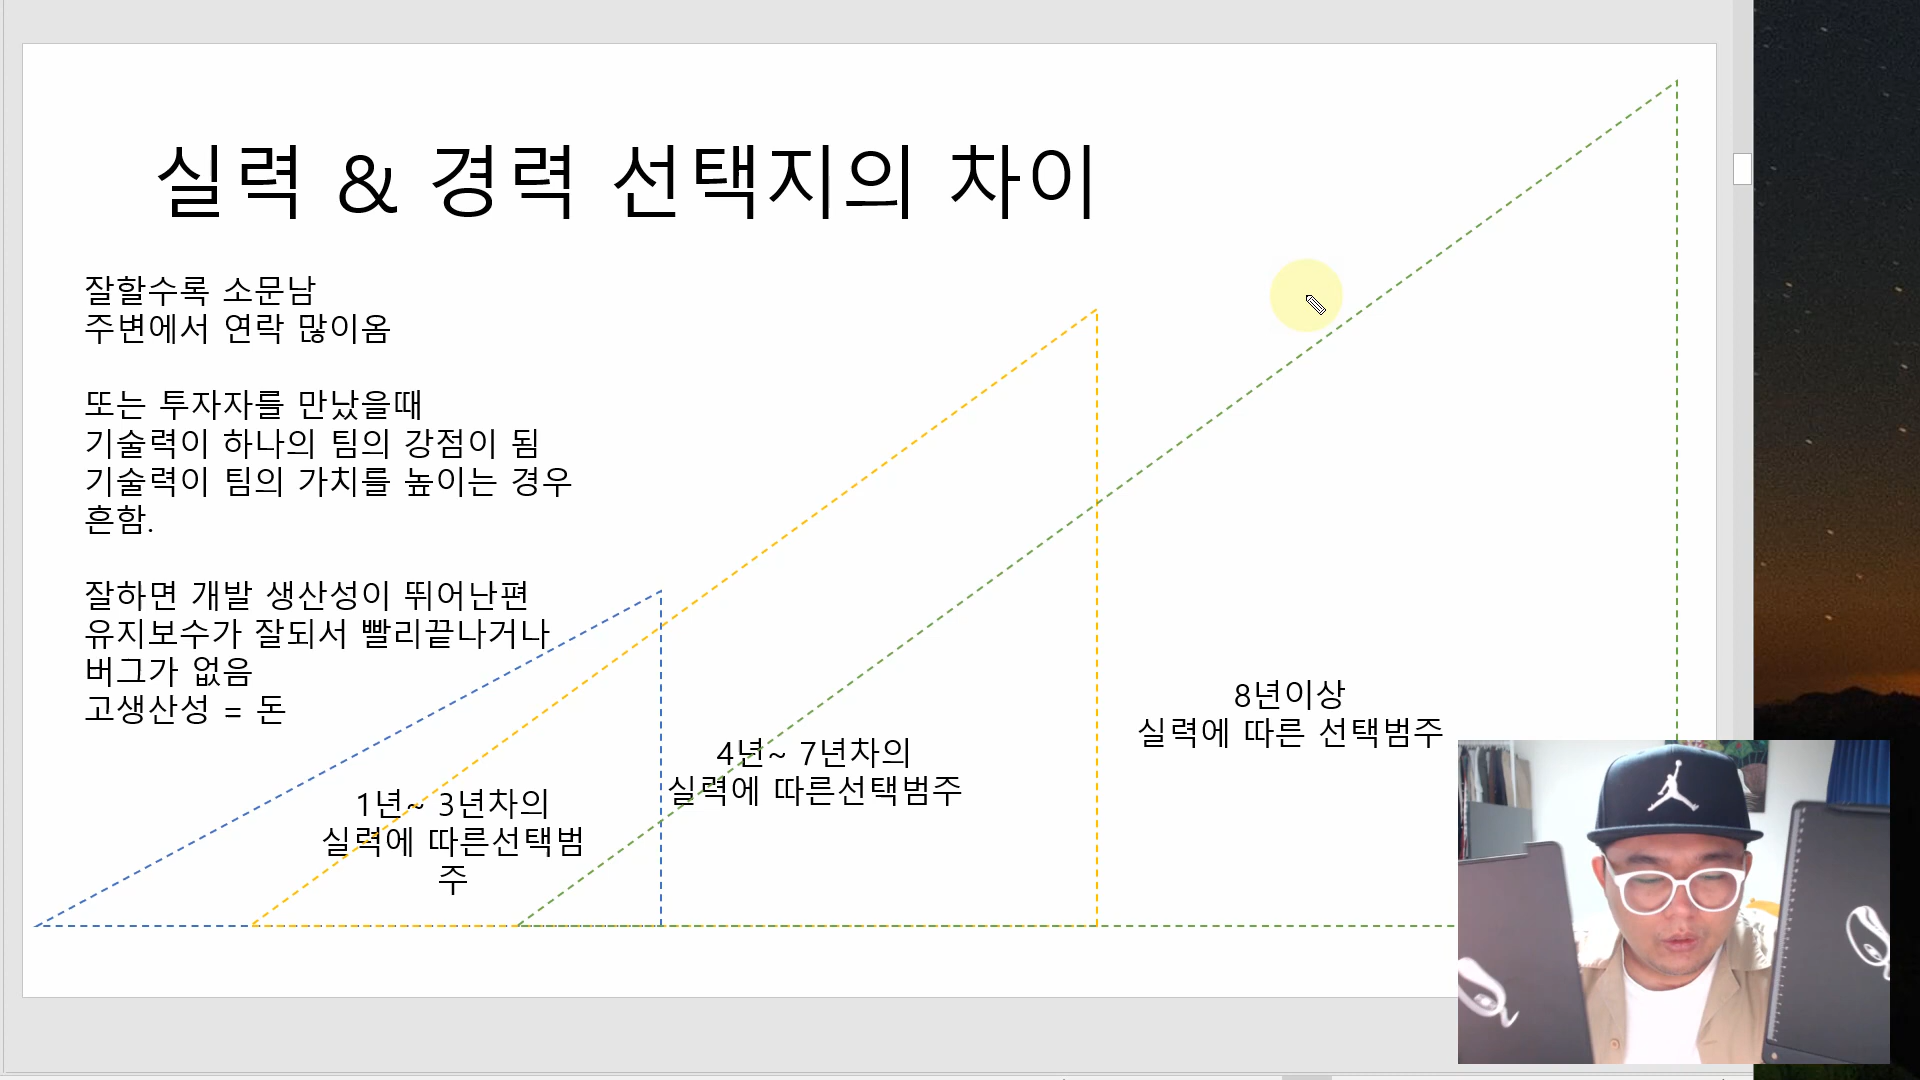 실력 & 경력 선택지의 차이
잘할수록 소문남
주변에서 연락 많이옴
또는 투자자를 만났을때
기술력이 하나의 팀의 강점이 됨
기술력이 팀의 가치를 높이는 경우
흔함.
잘하면 개발 생산성이 뛰어난편
유지보수가 잘되서 빨리끝나거나
버그가 없음
고생산성 = 돈
1년~ 3년차의
실력에 따른선택범
주
4년~ 7년차의
실력에 따른선택범주
8년이상
실력에 따른 선택범주